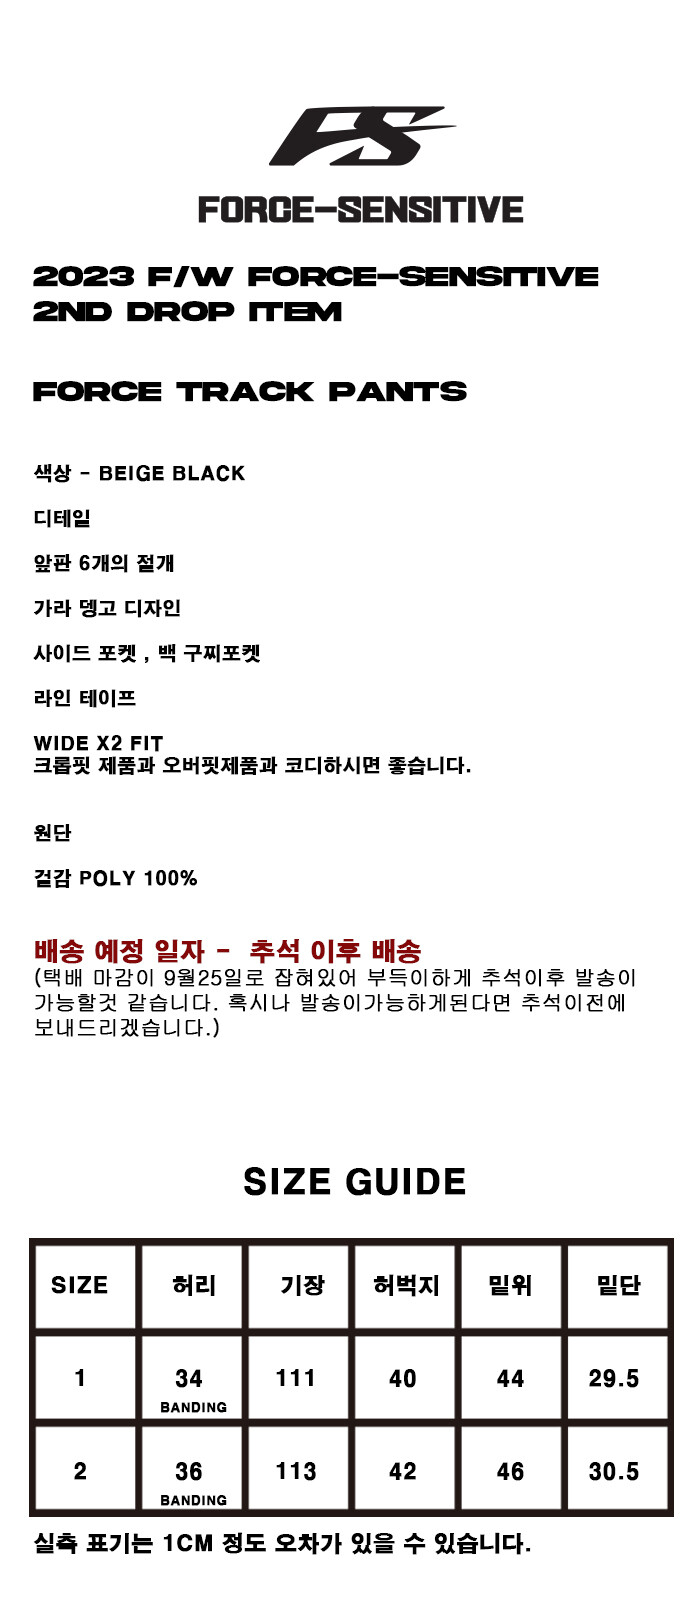 FS
FORCE-SENSITIVE
2023 F/W FORCE-SENSITIVE
2ND DROP ITEM
FORCE TRACK PANTS
색상 - BEIGE BLACK
디테일
앞판 6개의 절개
가라 뎅고 디자인
사이드 포켓 , 백 구찌포켓
라인 테이프
WIDE X2 FIT
크롭핏 제품과 오버핏제품과 코디하시면 좋습니다.
원단
겉감 POLY 100%
배송 예정 일자 - 추석 이후 배송
(택배 마감이 9월25일로 잡혀있어 부득이하게 추석이후 발송이
가능할것 같습니다. 혹시나 발송이가능하게된다면 추석이전에
보내드리겠습니다.)
SIZE GUIDE
SIZE 허리 기장 허벅지 밑위 밑단
1 34 111 40 44 29.5
BANDING
2 36 113 42 46 30.5
BANDING
실측 표기는 1CM 정도 오차가 있을 수 있습니다.